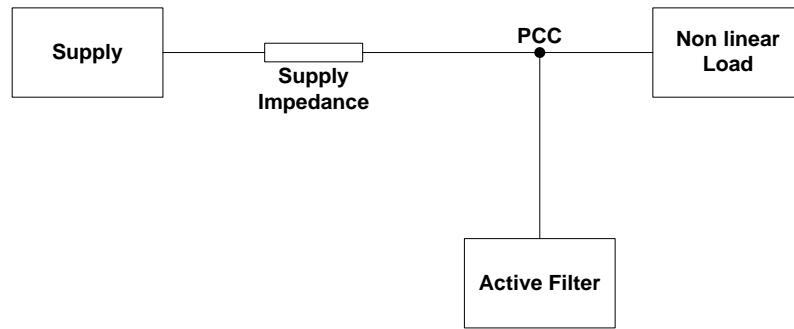 Supply
Supply
Impedance
PCC
Non linear
Load
Active Filter